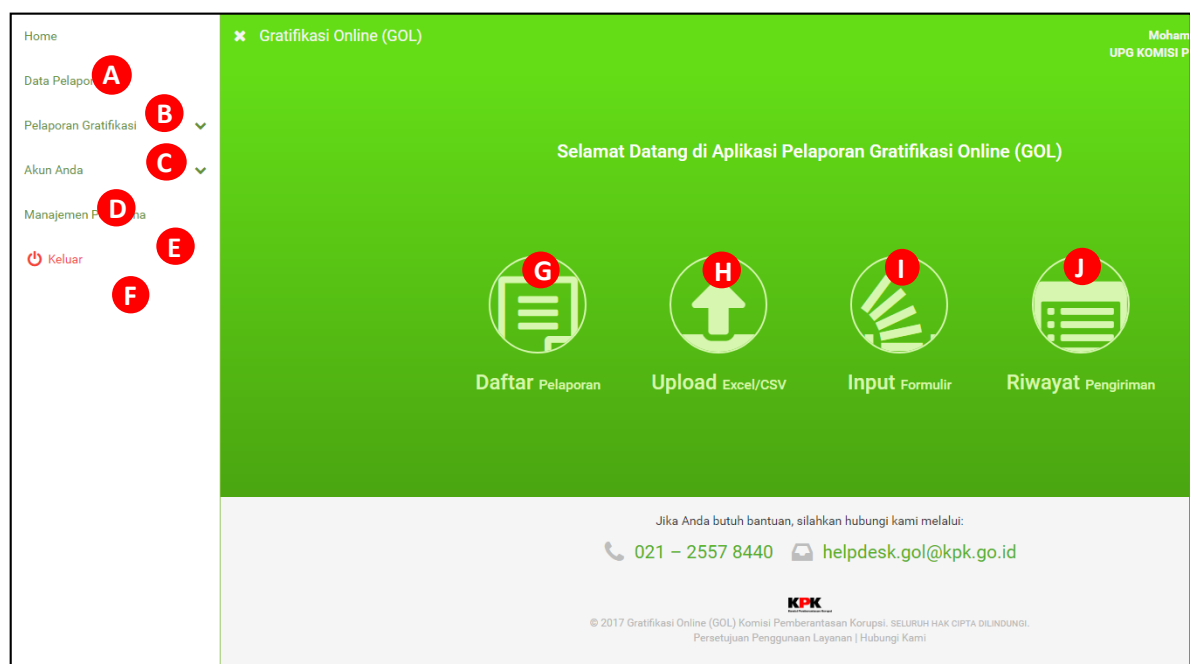 Home
Gratifikasi Online (GOL)
Moham
UPG KOMISI P
A
Data Pelapor
B
Pelaporan Gratifikasi
C
Akun Anda
D
Manajemen P na
E
Keluar
F
Selamat Datang di Aplikasi Pelaporan Gratifikasi Online (GOL)
G
H
I
J
Daftar Pelaporan
Upload Excel/CSV
Input Formulir
Riwayat Pengiriman
Jika Anda butuh bantuan, silahkan hubungi kami melalui:
021 – 2557 8440 helpdesk.gol@kpk.go.id
KPK
© 2017 Gratifikasi Online (GOL) Komisi Pemberantasan Korupsi. SELURUH HAK CIPTA DILINDUNGI.
Persetujuan Penggunaan Layanan | Hubungi Kami